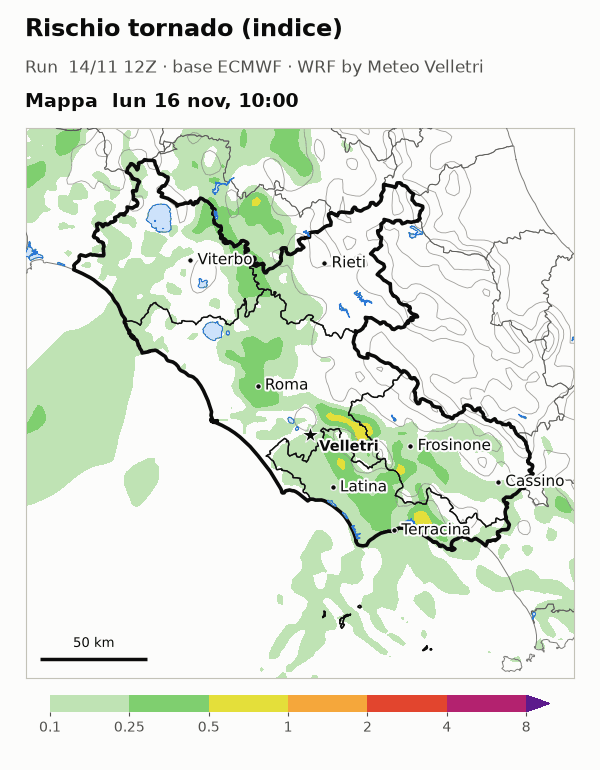 Rischio tornado (indice)
Run  14/11 12Z · base ECMWF · WRF by Meteo Velletri
Mappa  lun 16 nov, 10:00
Viterbo
Rieti
Roma
Velletri
Frosinone
Latina
Cassino
Terracina
50 km
0.1 0.25 0.5 1 2 4 8